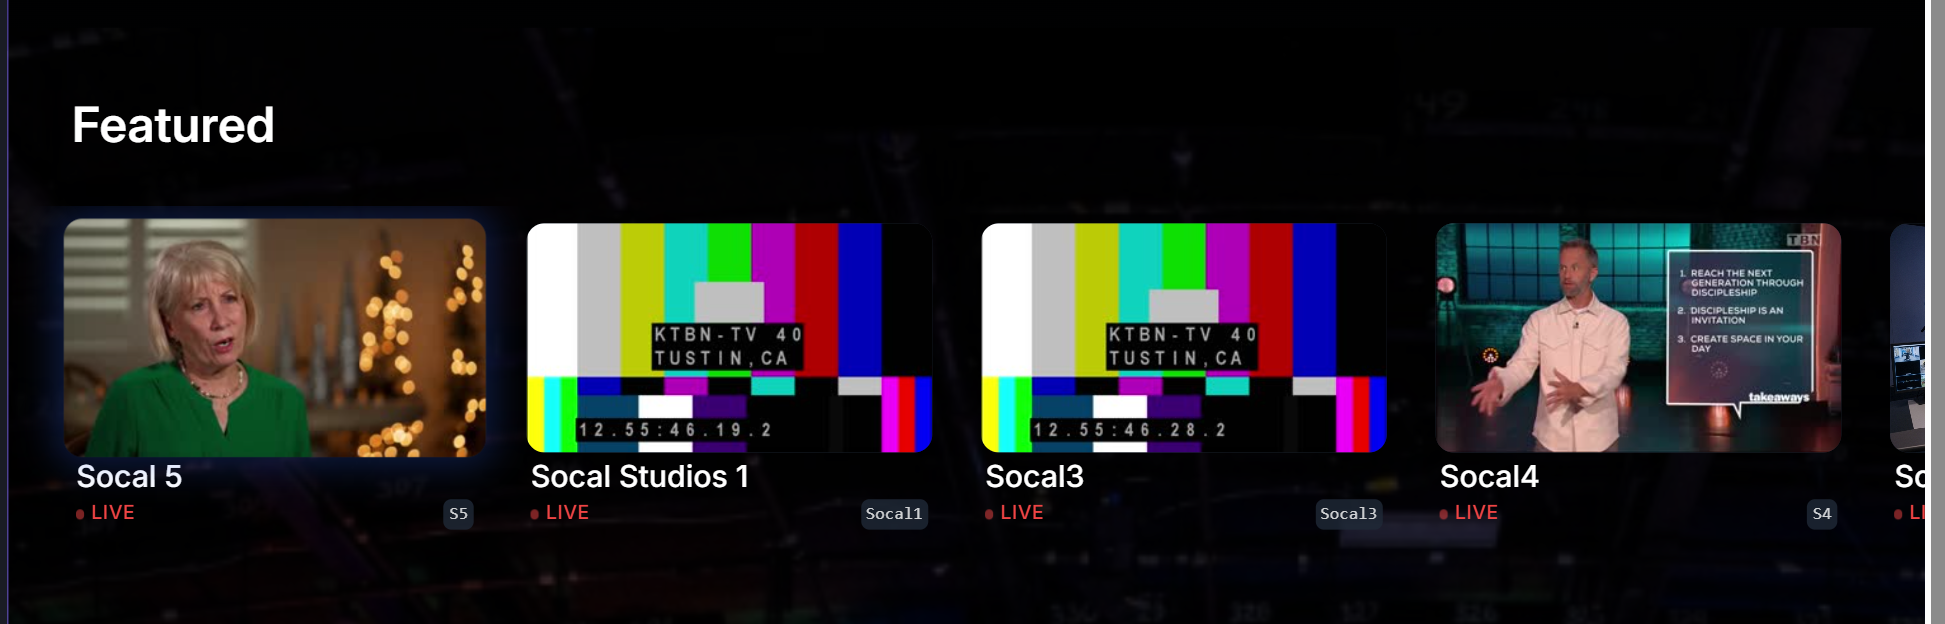 Featured
KTBN-TV 40
TUSTIN,CA
12.55:46.19.2
KTBN-TV 40
TUSTIN,CA
12.55:46.28.2
TBN
1. REACH THE NEXT
GENERATION THROUGH
DISCIPLESHIP
2. DISCIPLESHIP IS AN
INVITATION
3. CREATE SPACE IN YOUR
DAY
takeaways
Socal 5
LIVE
S5
Socal Studios 1
LIVE
Socal1
Socal3
LIVE
Socal3
Socal4
LIVE
S4